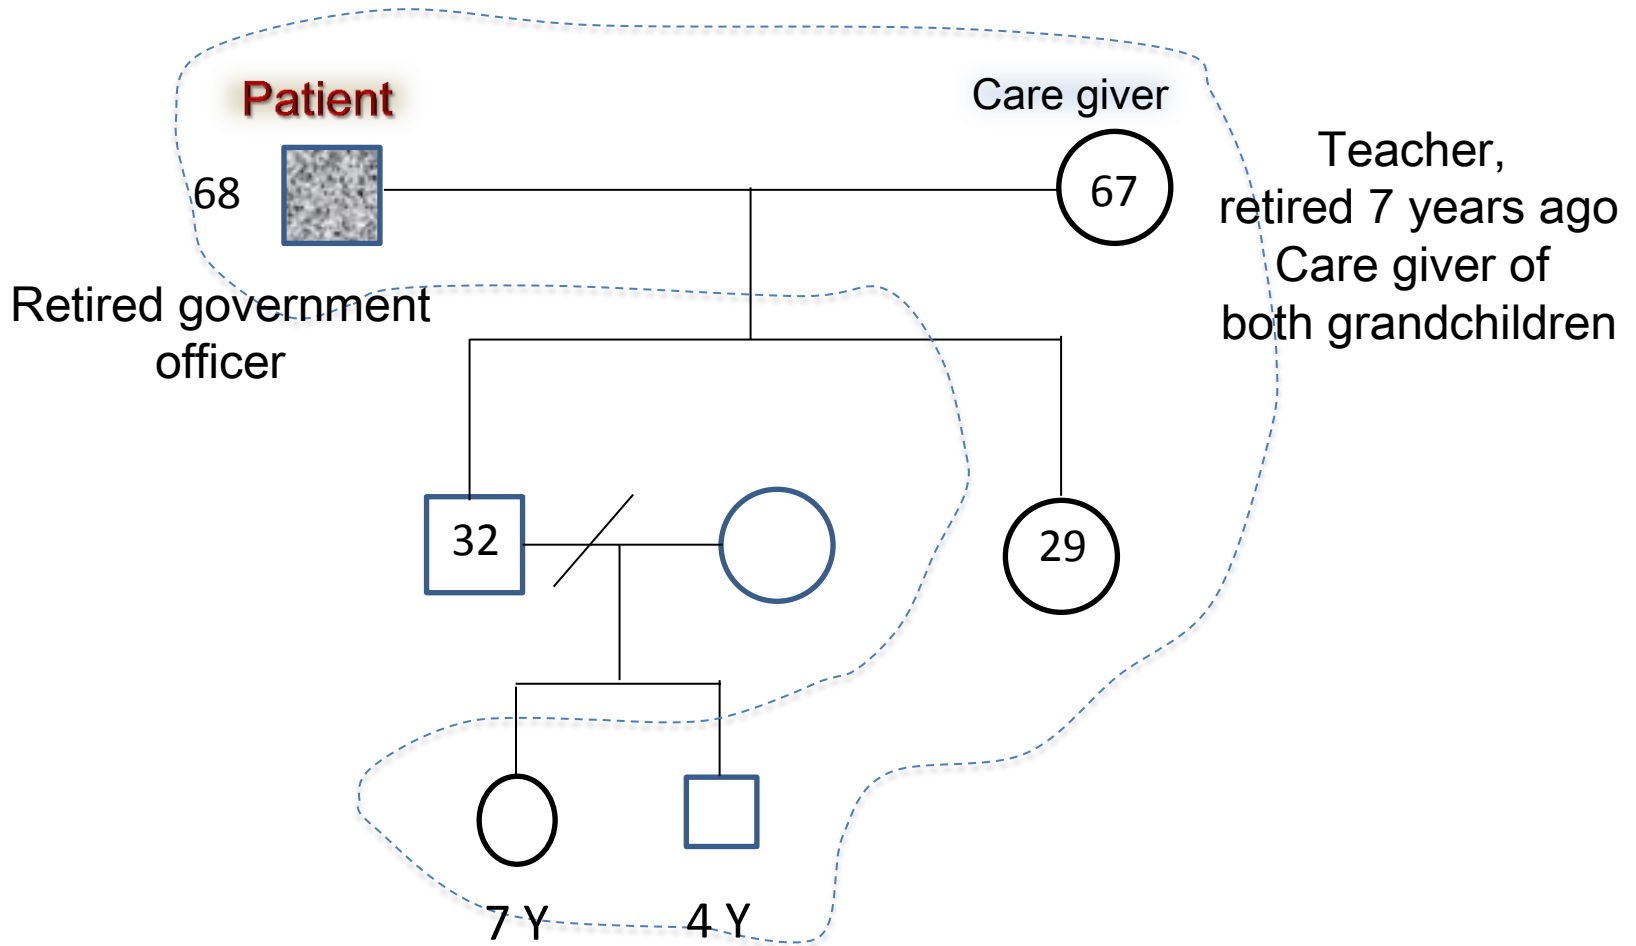 Patient
Care giver
68
67
Teacher,
retired 7 years ago
Care giver of
both grandchildren
Retired government
officer
32
29
7 Y
4 Y